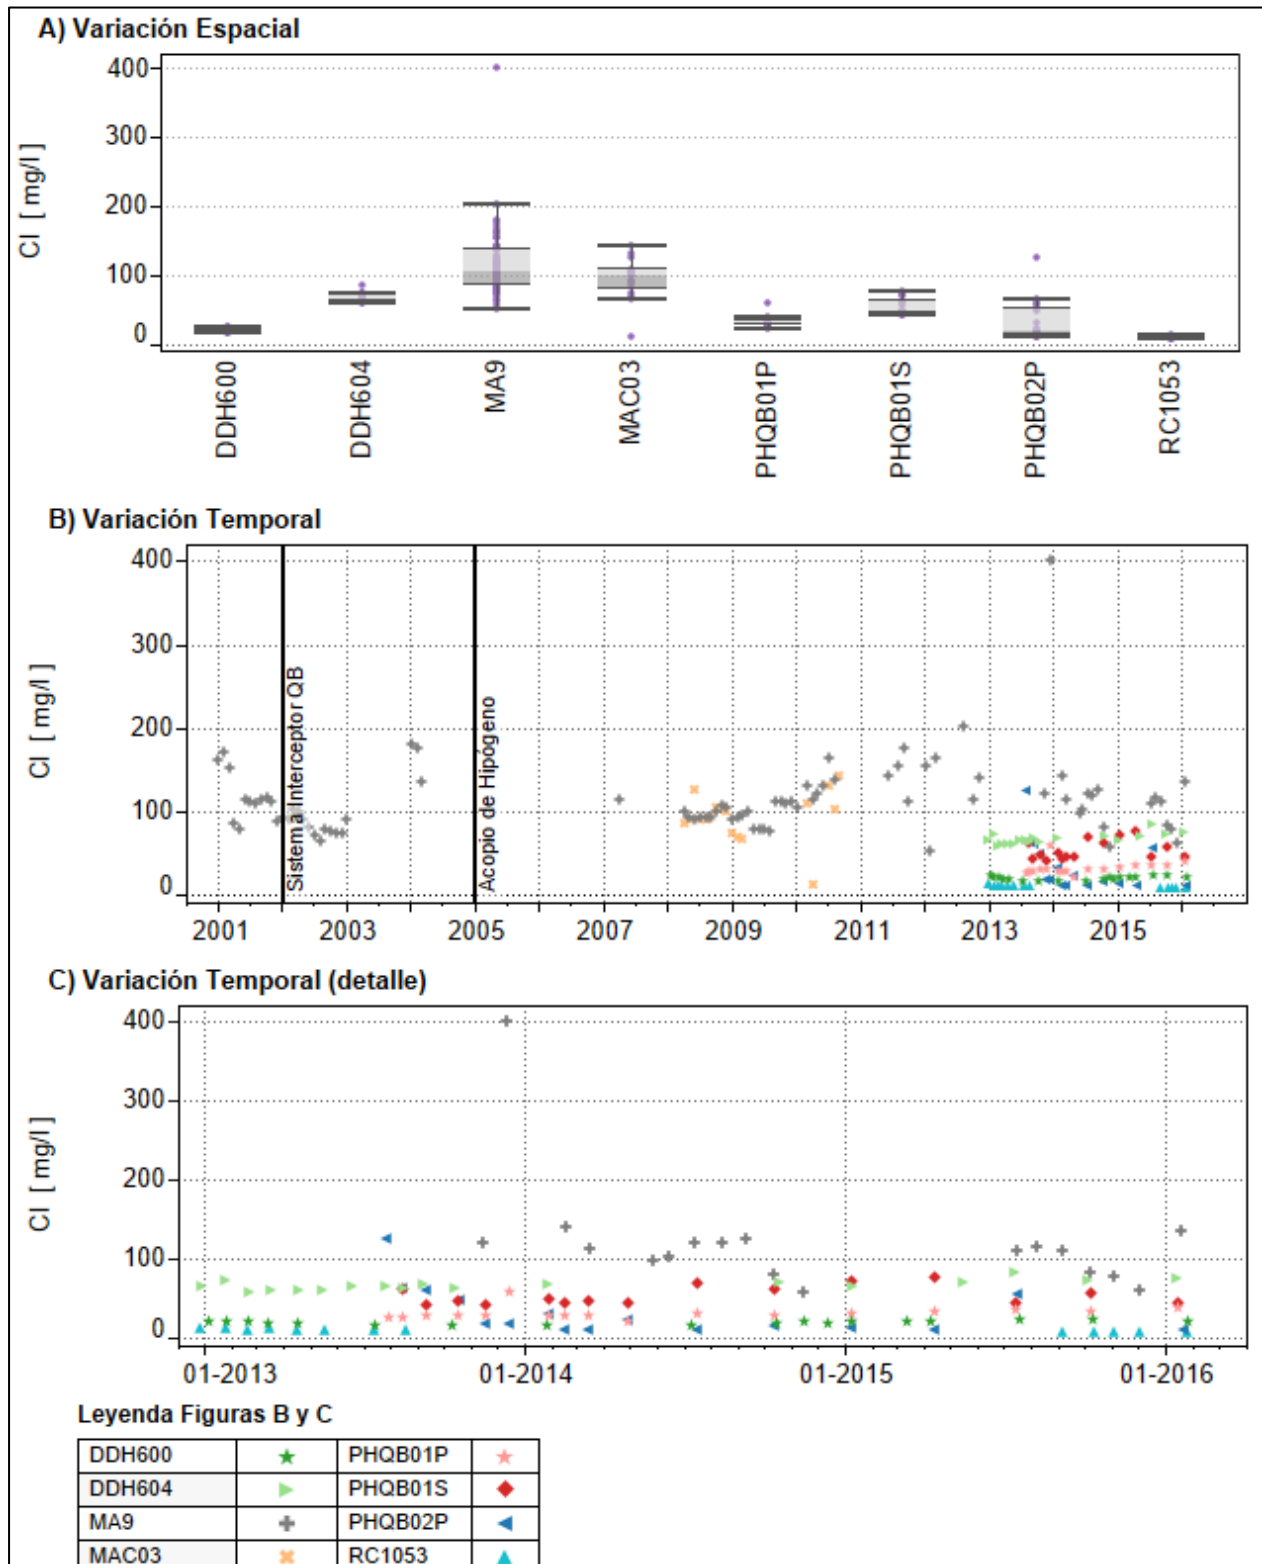 A) Variación Espacial
400
300
200
100
0
Cl [ mg/l ]
DDH600
DDH604
MA9
MAC03
PHQB01P
PHQB01S
PHQB02P
RC1053
B) Variación Temporal
400
300
200
100
0
Cl [ mg/l ]
Sistema Interceptor QB
Acopio de Hipógeno
2001 2003 2005 2007 2009 2011 2013 2015
C) Variación Temporal (detalle)
400
300
200
100
0
Cl [ mg/l ]
01-2013 01-2014 01-2015 01-2016
Leyenda Figuras B y C
DDH600 PHQB01P
DDH604 PHQB01S
MA9 PHQB02P
MAC03 RC1053